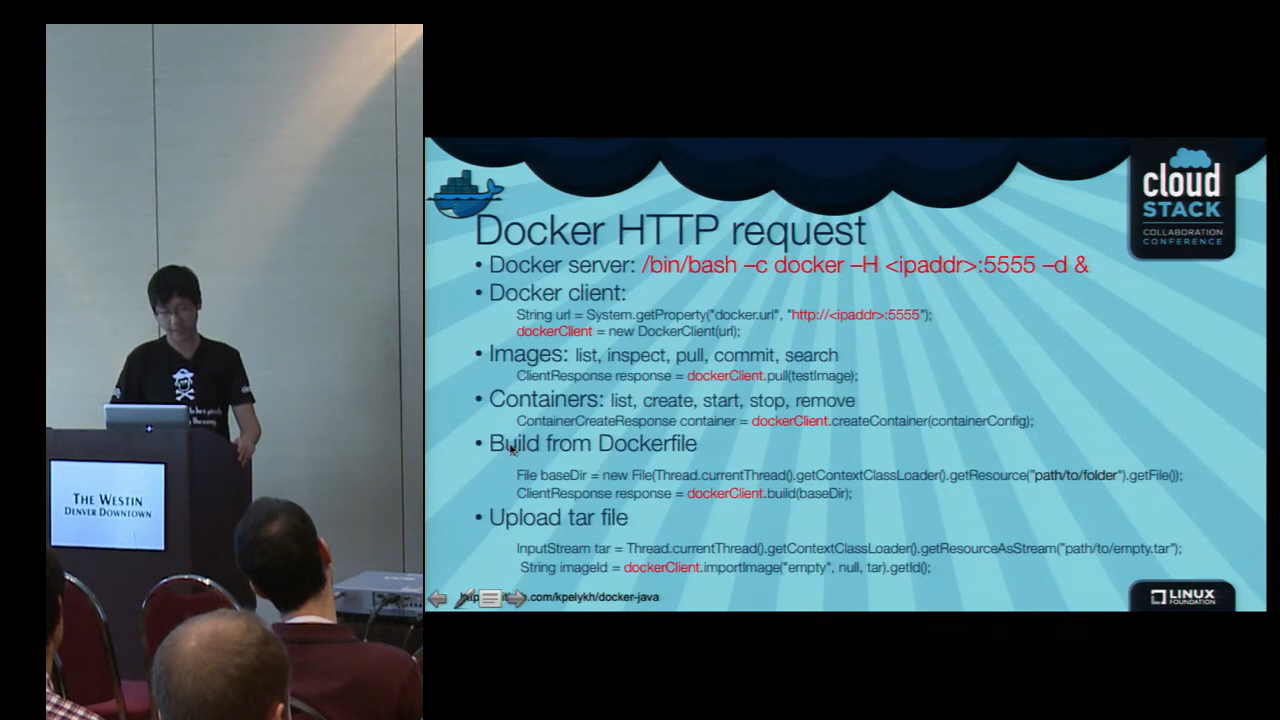 THE WESTIN
DENVER DOWNTOWN
cloud
STACK
COLLABORATION
CONFERENCE
Docker HTTP request
• Docker server: /bin/bash –c docker –H <ipaddr>:5555 –d &
• Docker client:
String url = System.getProperty("docker.url", "http://<ipaddr>:5555");
dockerClient = new DockerClient(url);
• Images: list, inspect, pull, commit, search
ClientResponse response = dockerClient.pull(testImage);
• Containers: list, create, start, stop, remove
ContainerCreateResponse container = dockerClient.createContainer(containerConfig);
• Build from Dockerfile
File baseDir = new File(Thread.currentThread().getContextClassLoader().getResource("path/to/folder").getFile());
ClientResponse response = dockerClient.build(baseDir);
• Upload tar file
InputStream tar = Thread.currentThread().getContextClassLoader().getResourceAsStream("path/to/empty.tar");
String imageId = dockerClient.importImage("empty", null, tar).getId();
.com/kpelykh/docker-java
LINUX
FOUNDATION